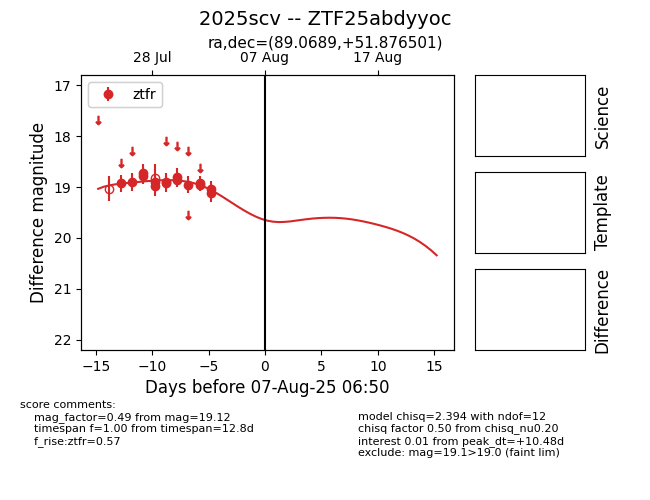 2025scv -- ZTF25abdyyoc
ra,dec=(89.0689,+51.876501)
28 Jul
07 Aug
17 Aug
ztfr
17
18
19
20
21
22
Difference magnitude
−15
−10
−5
0
5
10
15
Days before 07-Aug-25 06:50
Science
Template
Difference
score comments:
mag_factor=0.49 from mag=19.12
timespan f=1.00 from timespan=12.8d
f_rise:ztfr=0.57
model chisq=2.394 with ndof=12
chisq factor 0.50 from chisq_nu0.20
interest 0.01 from peak_dt=+10.48d
exclude: mag=19.1>19.0 (faint lim)